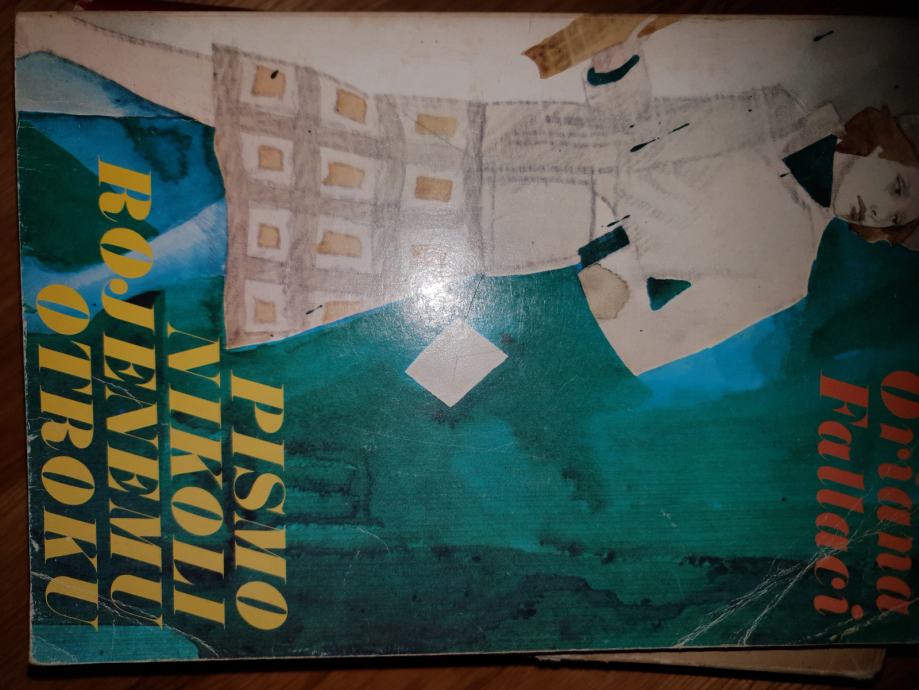 Oriana
Fallaci
PISMO
NIKOLI
ROJENEMU
OTROKU